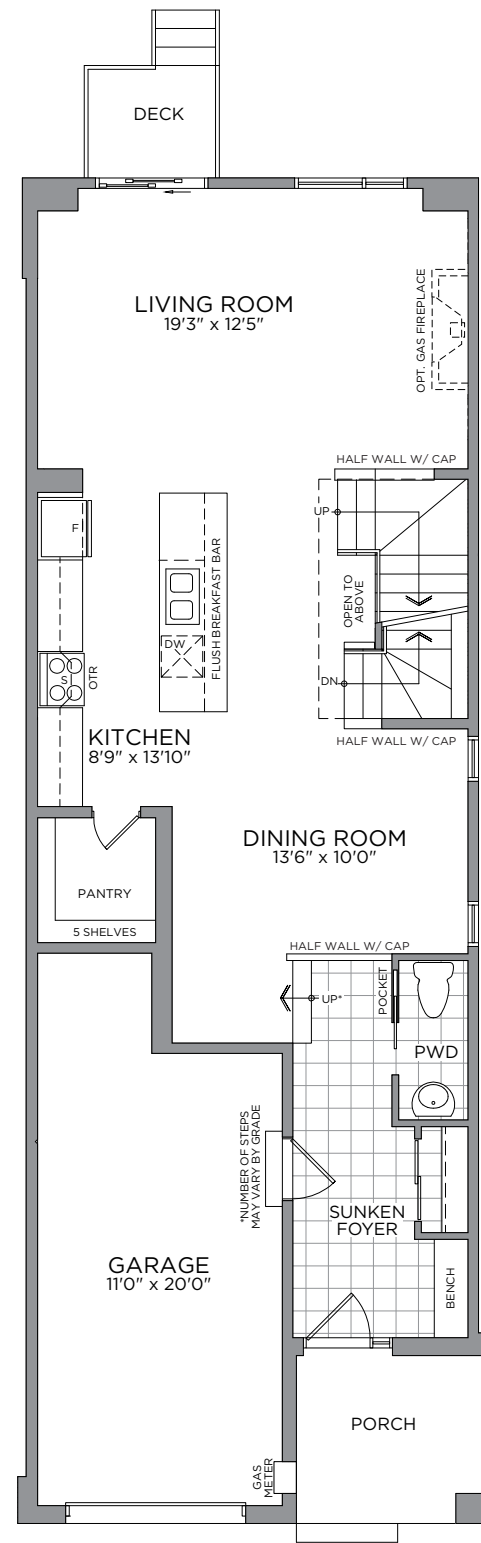 DECK
LIVING ROOM
19'3" x 12'5"
OPT. GAS FIREPLACE
HALF WALL W/ CAP
UP
F
FLUSH BREAKFAST BAR
OPEN TO
ABOVE
DW
S
OTR
DN
KITCHEN
8'9" x 13'10"
HALF WALL W/ CAP
DINING ROOM
13'6" x 10'0"
PANTRY
5 SHELVES
HALF WALL W/ CAP
UP*
POCKET
PWD
*NUMBER OF STEPS
MAY VARY BY GRADE
SUNKEN
FOYER
GARAGE
11'0" x 20'0"
BENCH
PORCH
GAS
METER